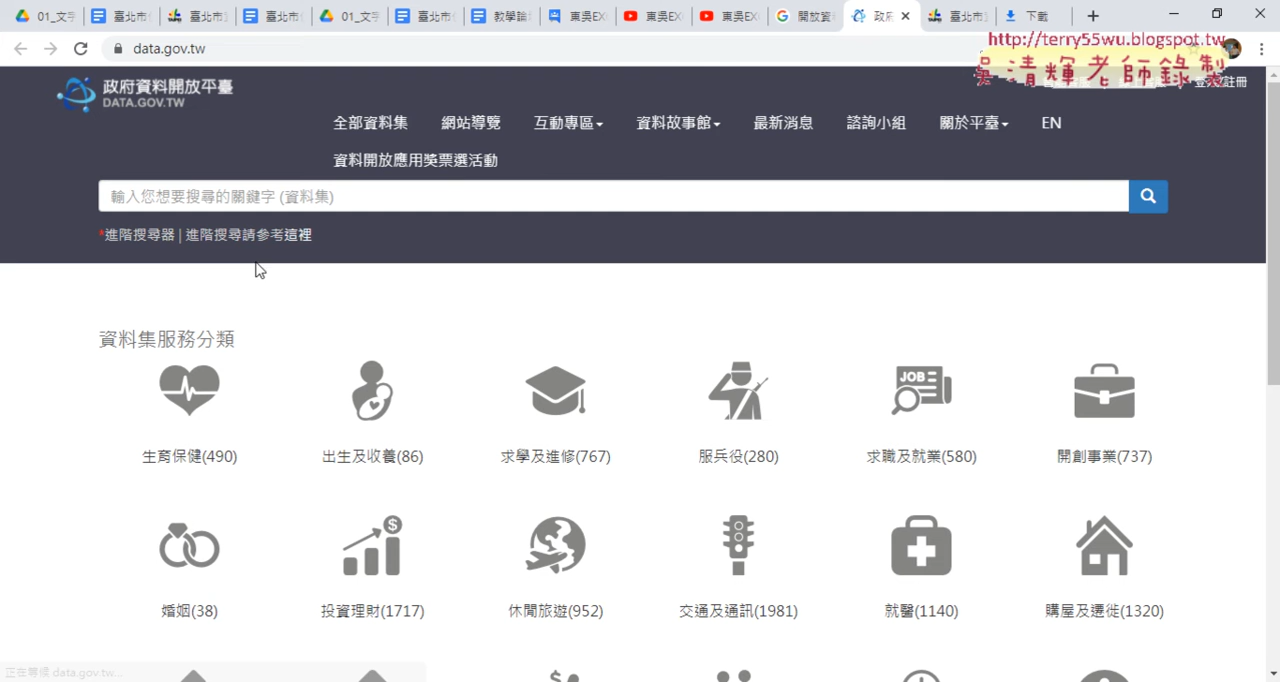 01_文字
臺北市
臺北市
臺北市
01_文字
臺北市
教學論
東吳EX
東吳EX
東吳EX
開放資
政府
臺北市
下載
data.gov.tw
http://terry55wu.blogspot.tw
吳清輝老師錄製
註冊
政府資料開放平臺
DATA.GOV.TW
全部資料集 網站導覽 互動專區 資料故事館 最新消息 諮詢小組 關於平臺 EN
資料開放應用獎票選活動
輸入您想要搜尋的關鍵字 (資料集)
*進階搜尋器 | 進階搜尋請參考這裡
資料集服務分類
JOB
生育保健(490) 出生及收養(86) 求學及進修(767) 服兵役(280) 求職及就業(580) 開創事業(737)
$
婚姻(38) 投資理財(1717) 休閒旅遊(952) 交通及通訊(1981) 就醫(1140) 購屋及遷徙(1320)
$
正在等候 data.gov.tw...